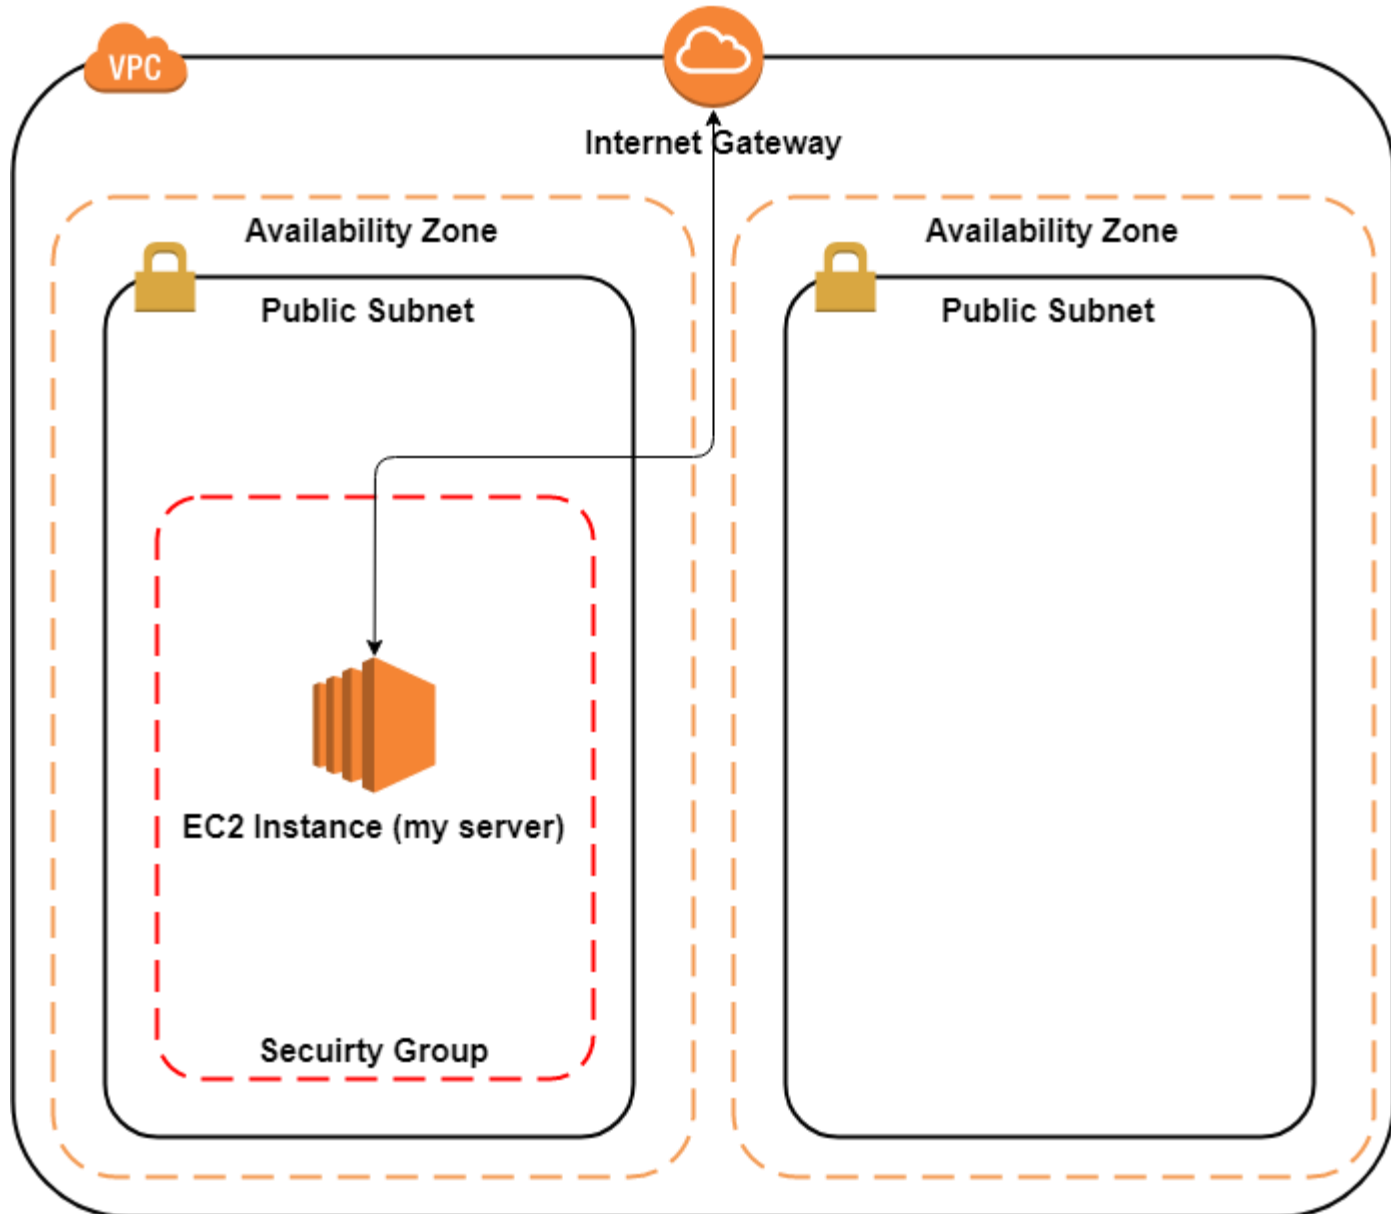 VPC
Internet Gateway
Availability Zone
Public Subnet
EC2 Instance (my server)
Secuirty Group
Availability Zone
Public Subnet